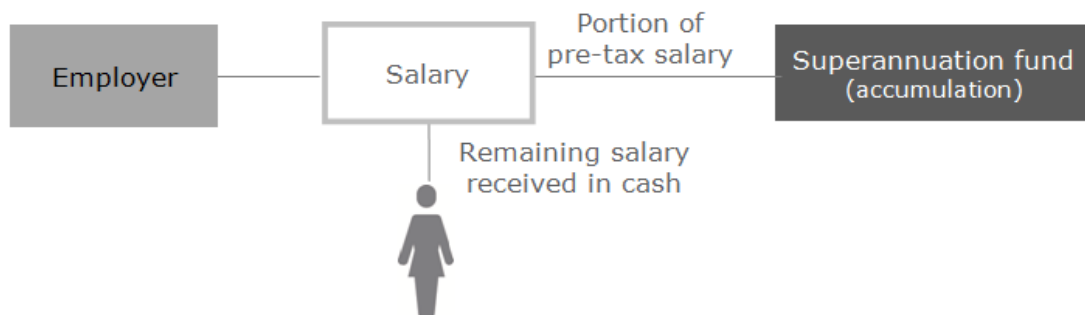 Employer
Salary
Portion of
pre-tax salary
Superannuation fund
(accumulation)
Remaining salary
received in cash